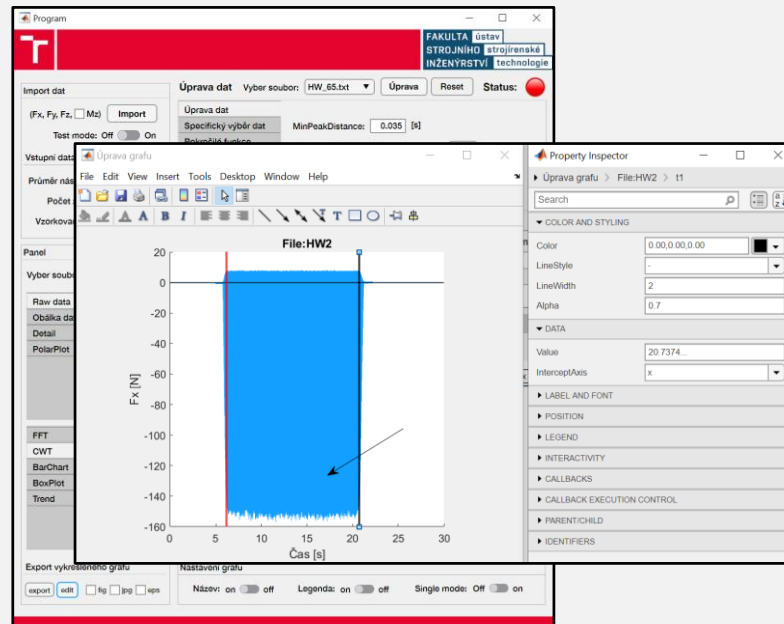 Program
FAKULTA ústav
STROJNÍHO strojírenské
INŽENÝRSTVÍ technologie
Import dat
(Fx, Fy, Fz, Mz) Import
Test mode: Off On
Vstupní data
Průměr nás
Počet
Vzorkova
Panel
Vyber soubo
Raw data
Obálka da
Detail
PolarPlot
FFT
CWT
BarChart
BoxPlot
Trend
Export vykresleného grafu
export edit fig jpg eps
Úprava dat Vyber soubor: HW_65.txt Úprava Reset Status:
Úprava dat
Specifický výběr dat
MinPeakDistance: 0.035 [s]
Pokročilé funkce
Úprava grafu
File Edit View Insert Tools Desktop Window Help
A A B I T
File:HW2
20
0
-20
-40
-60
-80
-100
-120
-140
-160
Fx [N]
0 5 10 15 20 25 30
Čas [s]
Nastavení grafu
Název: on off Legenda: on off Single mode: Off on
Property Inspector
Úprava grafu > File:HW2 > t1
Search
COLOR AND STYLING
Color 0.00,0.00,0.00
LineStyle -
LineWidth 2
Alpha 0.7
DATA
Value 20.7374...
InterceptAxis x
LABEL AND FONT
POSITION
LEGEND
INTERACTIVITY
CALLBACKS
CALLBACK EXECUTION CONTROL
PARENT/CHILD
IDENTIFIERS